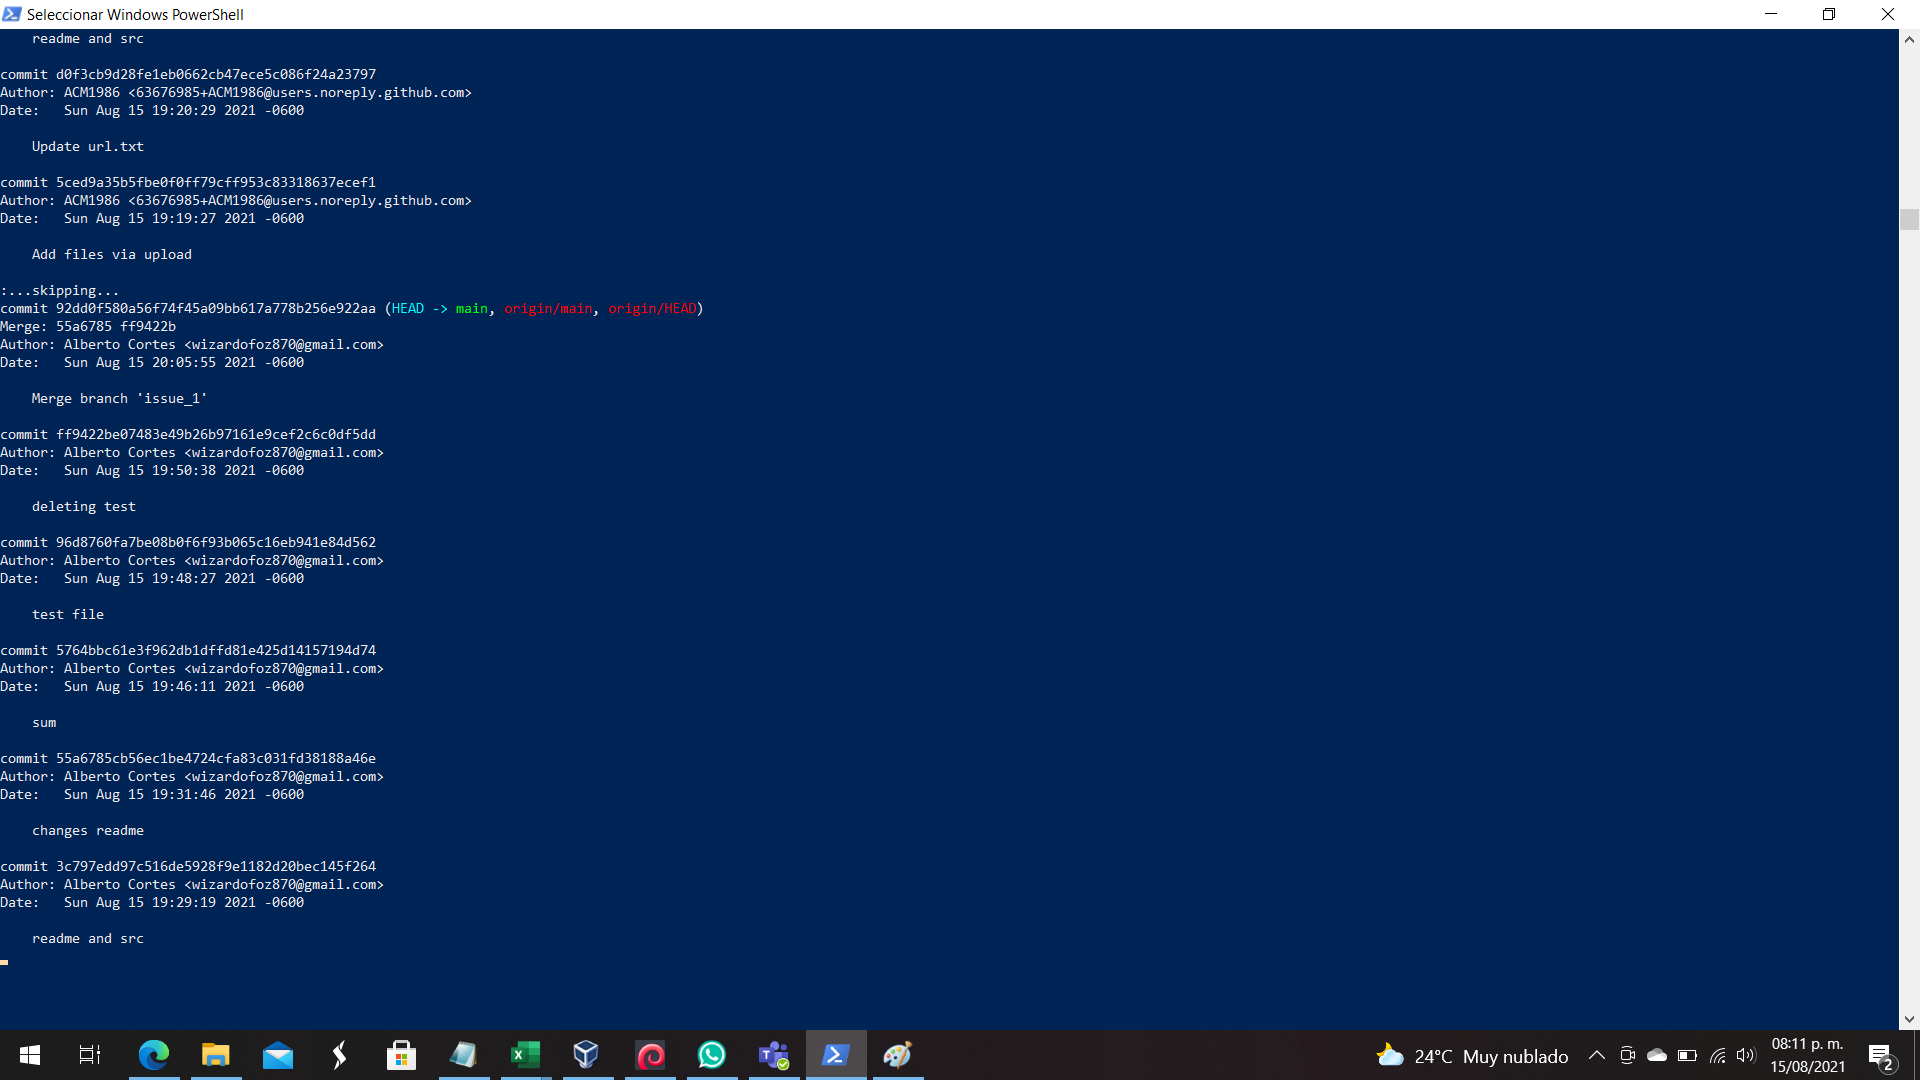 Seleccionar Windows PowerShell
readme and src
commit d0f3cb9d28fe1eb0662cb47ece5c086f24a23797
Author: ACM1986 <63676985+ACM1986@users.noreply.github.com>
Date:   Sun Aug 15 19:20:29 2021 -0600
Update url.txt
commit 5ced9a35b5fbe0f0ff79cff953c83318637ecef1
Author: ACM1986 <63676985+ACM1986@users.noreply.github.com>
Date:   Sun Aug 15 19:19:27 2021 -0600
Add files via upload
:...skipping...
commit 92dd0f580a56f74f45a09bb617a778b256e922aa (HEAD -> main, origin/main, origin/HEAD)
Merge: 55a6785 ff9422b
Author: Alberto Cortes <wizardofoz870@gmail.com>
Date:   Sun Aug 15 20:05:55 2021 -0600
Merge branch 'issue_1'
commit ff9422be07483e49b26b97161e9cef2c6c0df5dd
Author: Alberto Cortes <wizardofoz870@gmail.com>
Date:   Sun Aug 15 19:50:38 2021 -0600
deleting test
commit 96d8760fa7be08b0f6f93b065c16eb941e84d562
Author: Alberto Cortes <wizardofoz870@gmail.com>
Date:   Sun Aug 15 19:48:27 2021 -0600
test file
commit 5764bbc61e3f962db1dffd81e425d14157194d74
Author: Alberto Cortes <wizardofoz870@gmail.com>
Date:   Sun Aug 15 19:46:11 2021 -0600
sum
commit 55a6785cb56ec1be4724cfa83c031fd38188a46e
Author: Alberto Cortes <wizardofoz870@gmail.com>
Date:   Sun Aug 15 19:31:46 2021 -0600
changes readme
commit 3c797edd97c516de5928f9e1182d20bec145f264
Author: Alberto Cortes <wizardofoz870@gmail.com>
Date:   Sun Aug 15 19:29:19 2021 -0600
readme and src
24°C Muy nublado
08:11 p. m.
15/08/2021
2